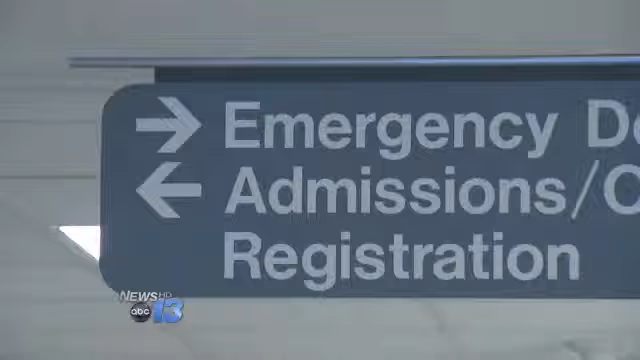 Emergency
Admissions/
Registration
NEWS HD
abc 13